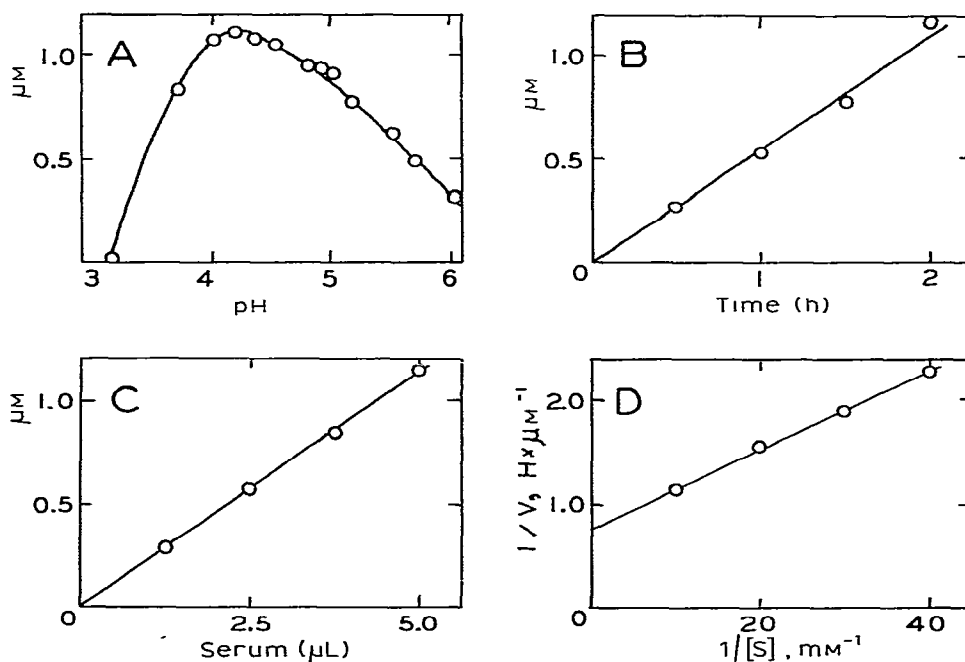 A
μM
1.0
0.5
3
4
5
6
pH
B
μM
1.0
0.5
0
1
2
Time (h)
C
μM
1.0
0.5
0
2.5
5.0
Serum (μL)
D
1/V, H×μM⁻¹
2.0
1.0
0
20
40
1/[S], mM⁻¹